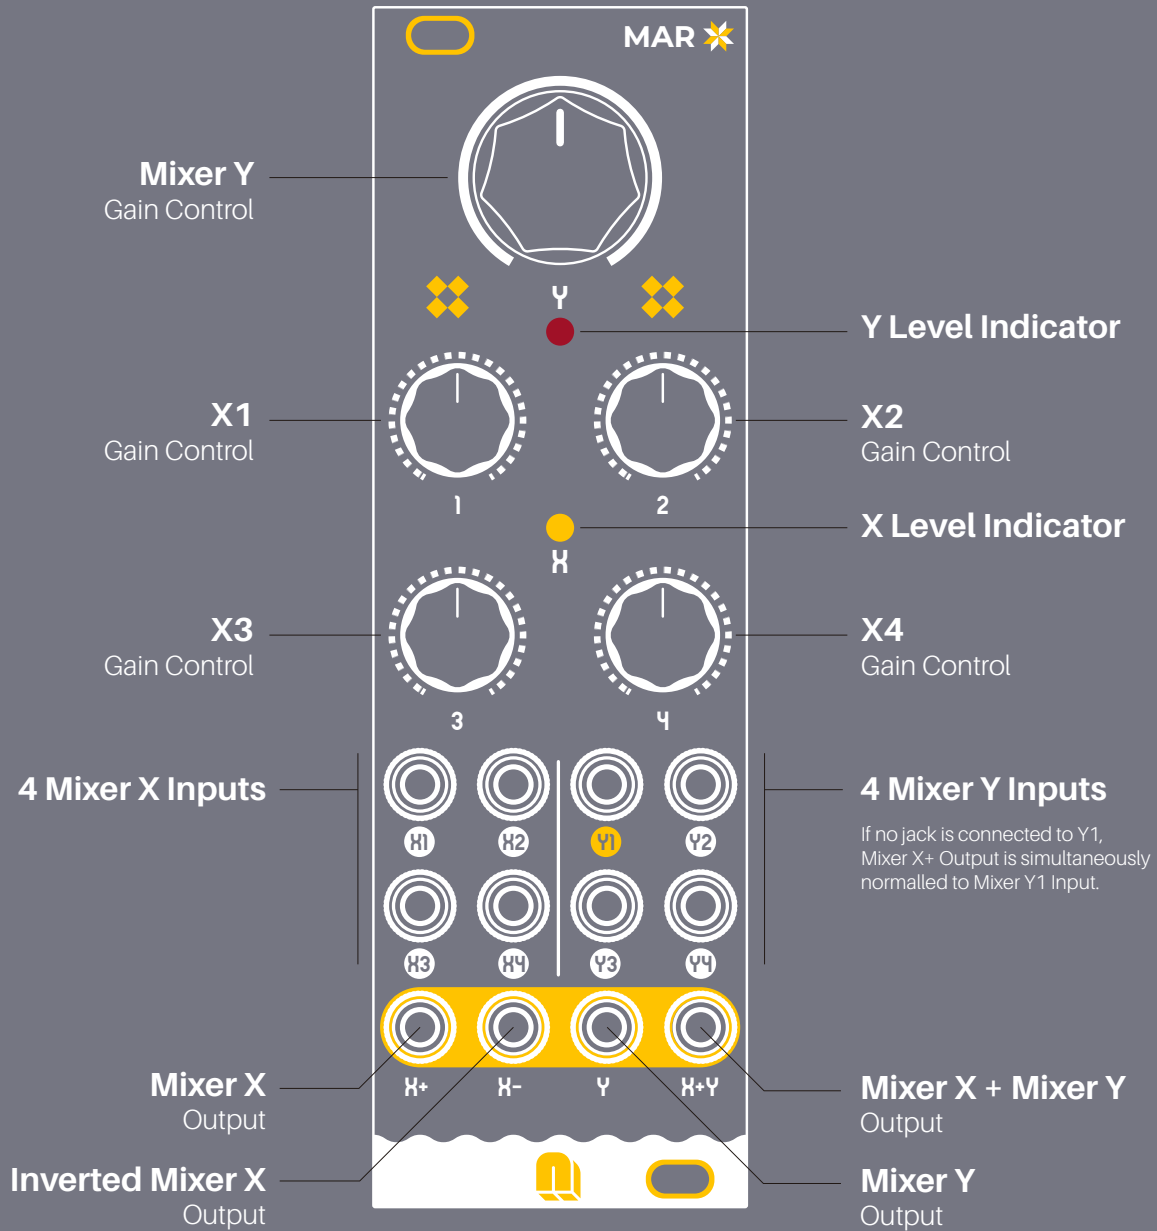 MAR
Mixer Y
Gain Control
Y
Y Level Indicator
X1
Gain Control
X2
Gain Control
1
2
X Level Indicator
X
X3
Gain Control
X4
Gain Control
3
4
4 Mixer X Inputs
4 Mixer Y Inputs
If no jack is connected to Y1,
Mixer X+ Output is simultaneously
normalled to Mixer Y1 Input.
X1
X2
Y1
Y2
X3
X4
Y3
Y4
X+
X-
Y
X+Y
Mixer X
Output
Mixer X + Mixer Y
Output
Inverted Mixer X
Output
Mixer Y
Output